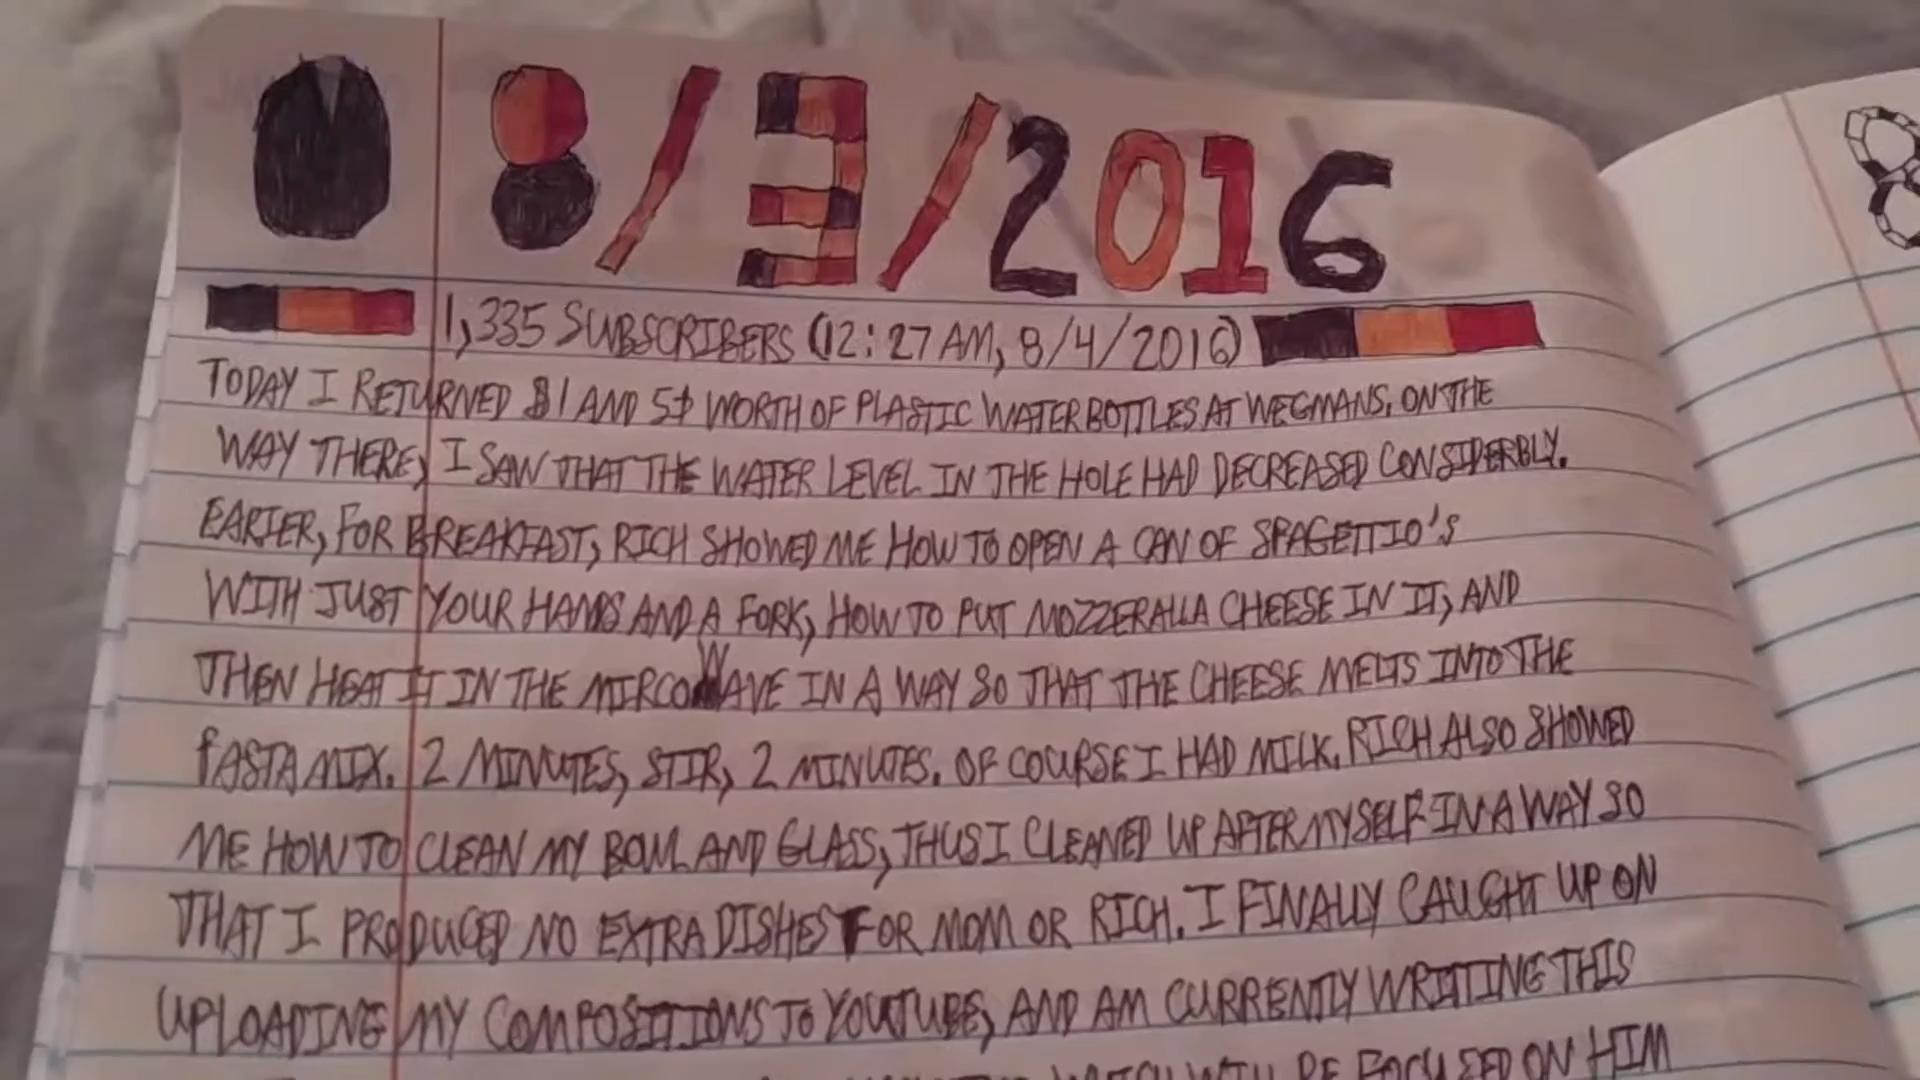 8/3/2016
1,335 SUBSCRIBERS (12:27 AM, 8/4/2016)
TODAY I RETURNED $1 AND 5¢ WORTH OF PLASTIC WATER BOTTLES AT WEGMANS. ON THE
WAY THERE, I SAW THAT THE WATER LEVEL IN THE HOLE HAD DECREASED CONSIDERBLY.
EARIER, FOR BREAKFAST, RICH SHOWED ME HOW TO OPEN A CAN OF SPAGETTIO'S
WITH JUST YOUR HANDS AND A FORK, HOW TO PUT MOZZERALLA CHEESE IN IT, AND
THEN HEAT IT IN THE MIRCOWAVE IN A WAY SO THAT THE CHEESE MELTS INTO THE
PASTA MIX. 2 MINUTES, STIR, 2 MINUTES. OF COURSE I HAD MILK. RICH ALSO SHOWED
ME HOW TO CLEAN MY BOWL AND GLASS, THUS I CLEANED UP AFTER MYSELF IN A WAY SO
THAT I PRODUCED NO EXTRA DISHES FOR MOM OR RICH. I FINALLY CAUGHT UP ON
UPLOADING MY COMPOSITIONS TO YOUTUBE, AND AM CURRENTLY WRITING THIS
WHICH WILL BE FOCUSED ON HIM